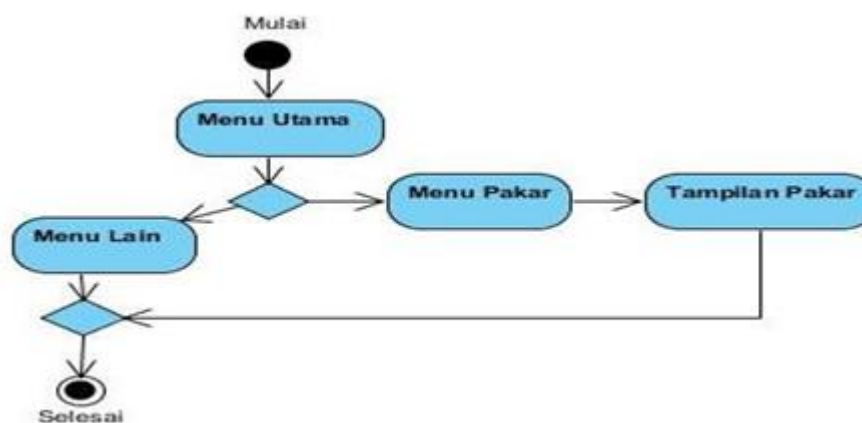 Mulai
Menu Utama
Menu Pakar
Tampilan Pakar
Menu Lain
Selesai